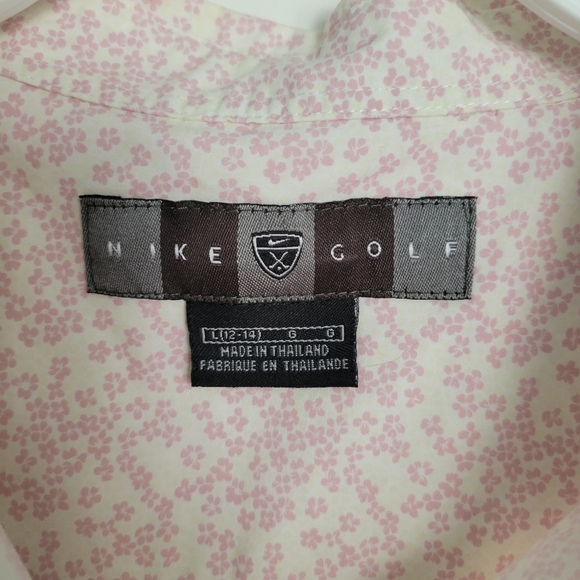 NIKE GOLF
L(12-14) G G
MADE IN THAILAND
FABRIQUE EN THAILANDE